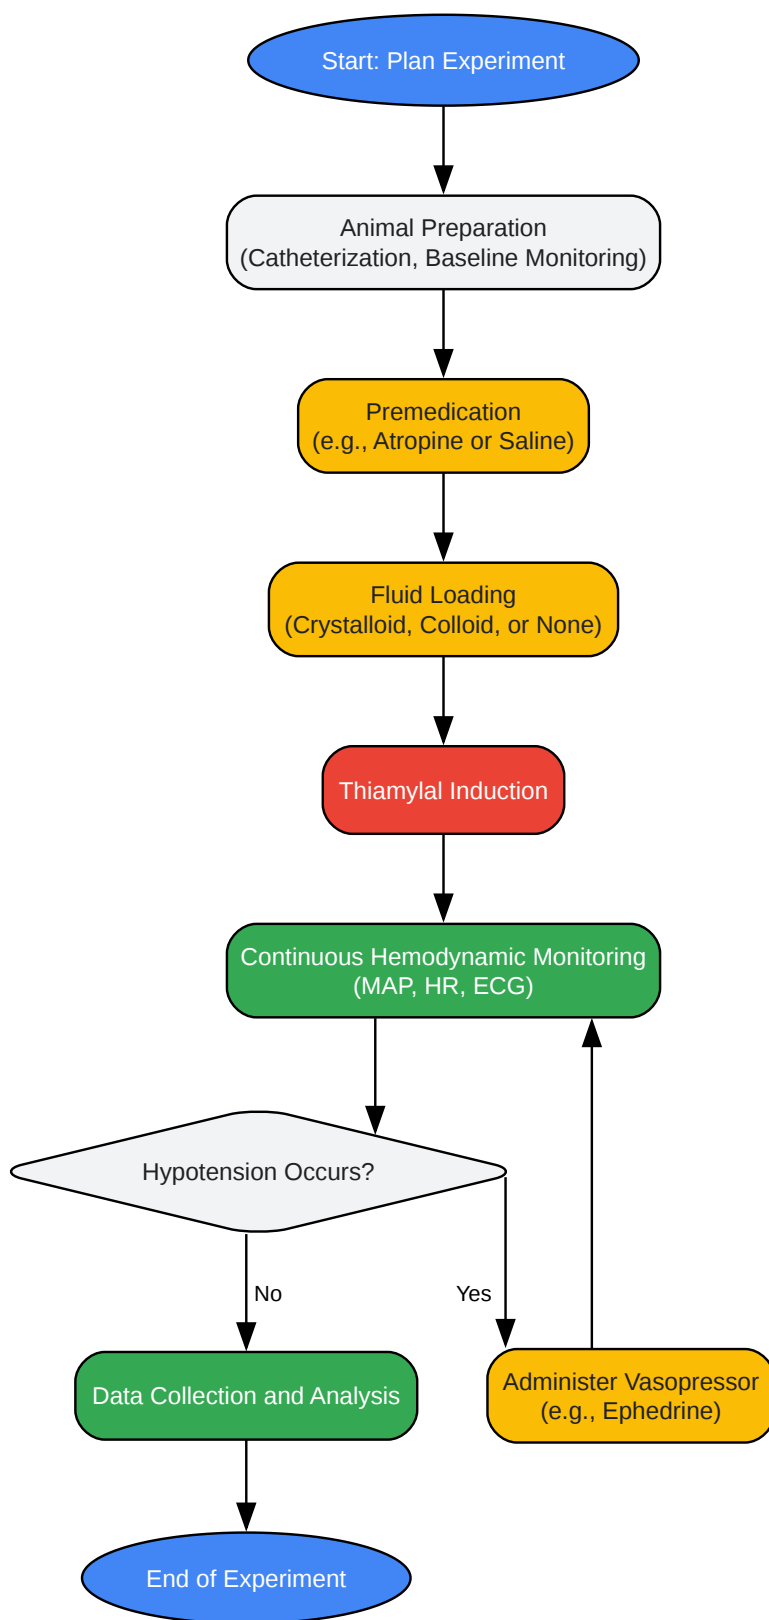 Start: Plan Experiment
Animal Preparation
(Catheterization, Baseline Monitoring)
Premedication
(e.g., Atropine or Saline)
Fluid Loading
(Crystalloid, Colloid, or None)
Thiamylal Induction
Continuous Hemodynamic Monitoring
(MAP, HR, ECG)
Hypotension Occurs?
No
Yes
Data Collection and Analysis
Administer Vasopressor
(e.g., Ephedrine)
End of Experiment